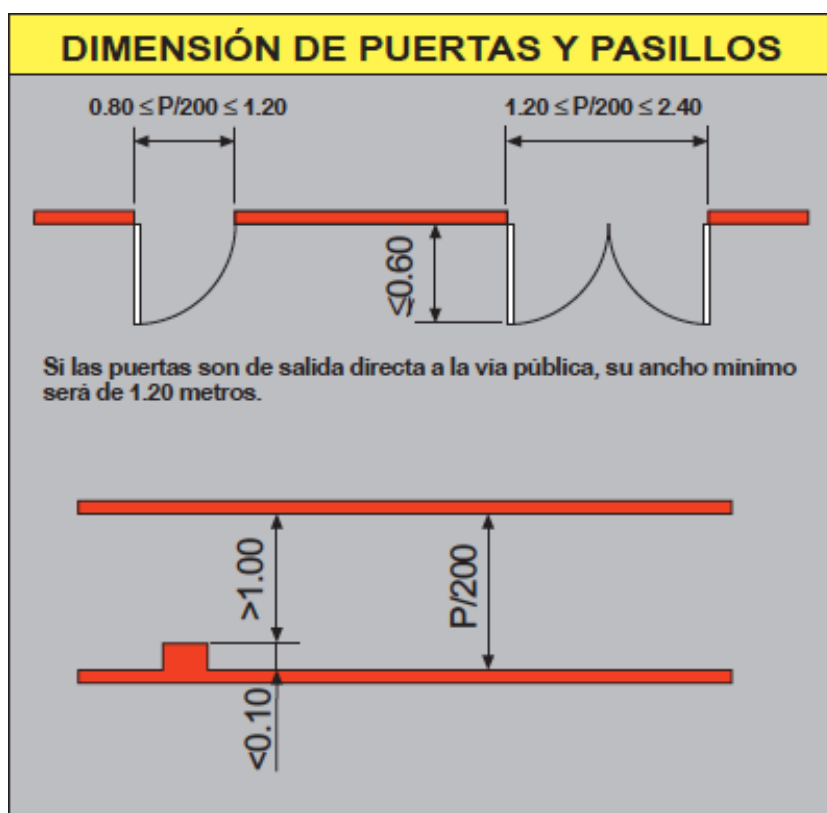 DIMENSIÓN DE PUERTAS Y PASILLOS
0.80 ≤ P/200 ≤ 1.20
1.20 ≤ P/200 ≤ 2.40
≤0.60
Si las puertas son de salida directa a la vía pública, su ancho mínimo
será de 1.20 metros.
>1.00
P/200
<0.10